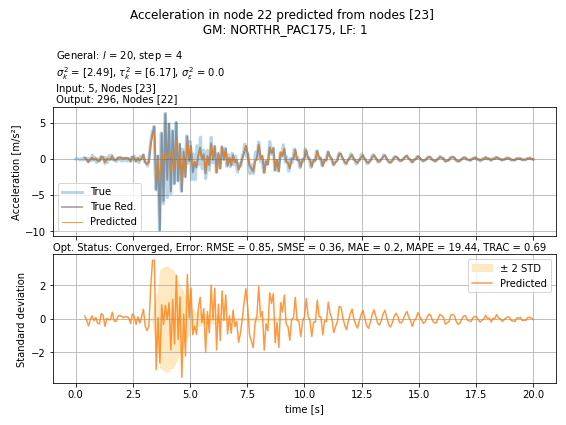 Acceleration in node 22 predicted from nodes [23]
GM: NORTHR_PAC175, LF: 1
General: l = 20, step = 4
σ²ₖ = [2.49], τ²ₖ = [6.17], σ²ε = 0.0
Input: 5, Nodes [23]
Output: 296, Nodes [22]
Acceleration [m/s²]
5
0
−5
−10
True
True Red.
Predicted
Opt. Status: Converged, Error: RMSE = 0.85, SMSE = 0.36, MAE = 0.2, MAPE = 19.44, TRAC = 0.69
Standard deviation
2
0
−2
± 2 STD
Predicted
0.0 2.5 5.0 7.5 10.0 12.5 15.0 17.5 20.0
time [s]